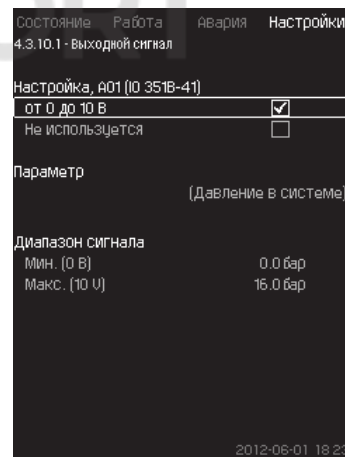 Состояние Работа Авария Настройки
4.3.10.1 - Выходной сигнал
Настройка, AO1 (IO 351B-41)
от 0 до 10 В
Не используется
Параметр
(Давление в системе)
Диапазон сигнала
Мин. (0 В) 0.0 бар
Макс. (10 V) 16.0 бар
2012-06-01 18:23